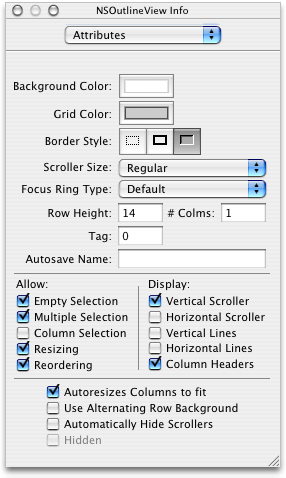 NSOutlineView Info
Attributes
Background Color:
Grid Color:
Border Style:
Scroller Size: Regular
Focus Ring Type: Default
Row Height: 14 # Colms: 1
Tag: 0
Autosave Name:
Allow: Display:
Empty Selection Vertical Scroller
Multiple Selection Horizontal Scroller
Column Selection Vertical Lines
Resizing Horizontal Lines
Reordering Column Headers
Autoresizes Columns to fit
Use Alternating Row Background
Automatically Hide Scrollers
Hidden